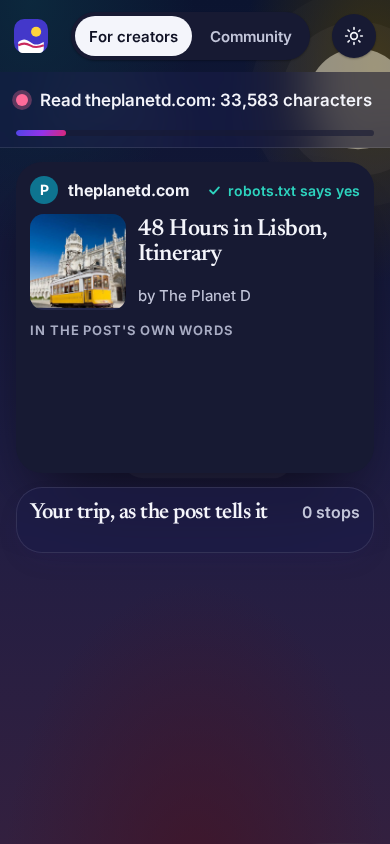 For creators
Community
Read theplanetd.com: 33,583 characters
P
theplanetd.com
robots.txt says yes
48 Hours in Lisbon,
Itinerary
by The Planet D
IN THE POST'S OWN WORDS
Your trip, as the post tells it
0 stops